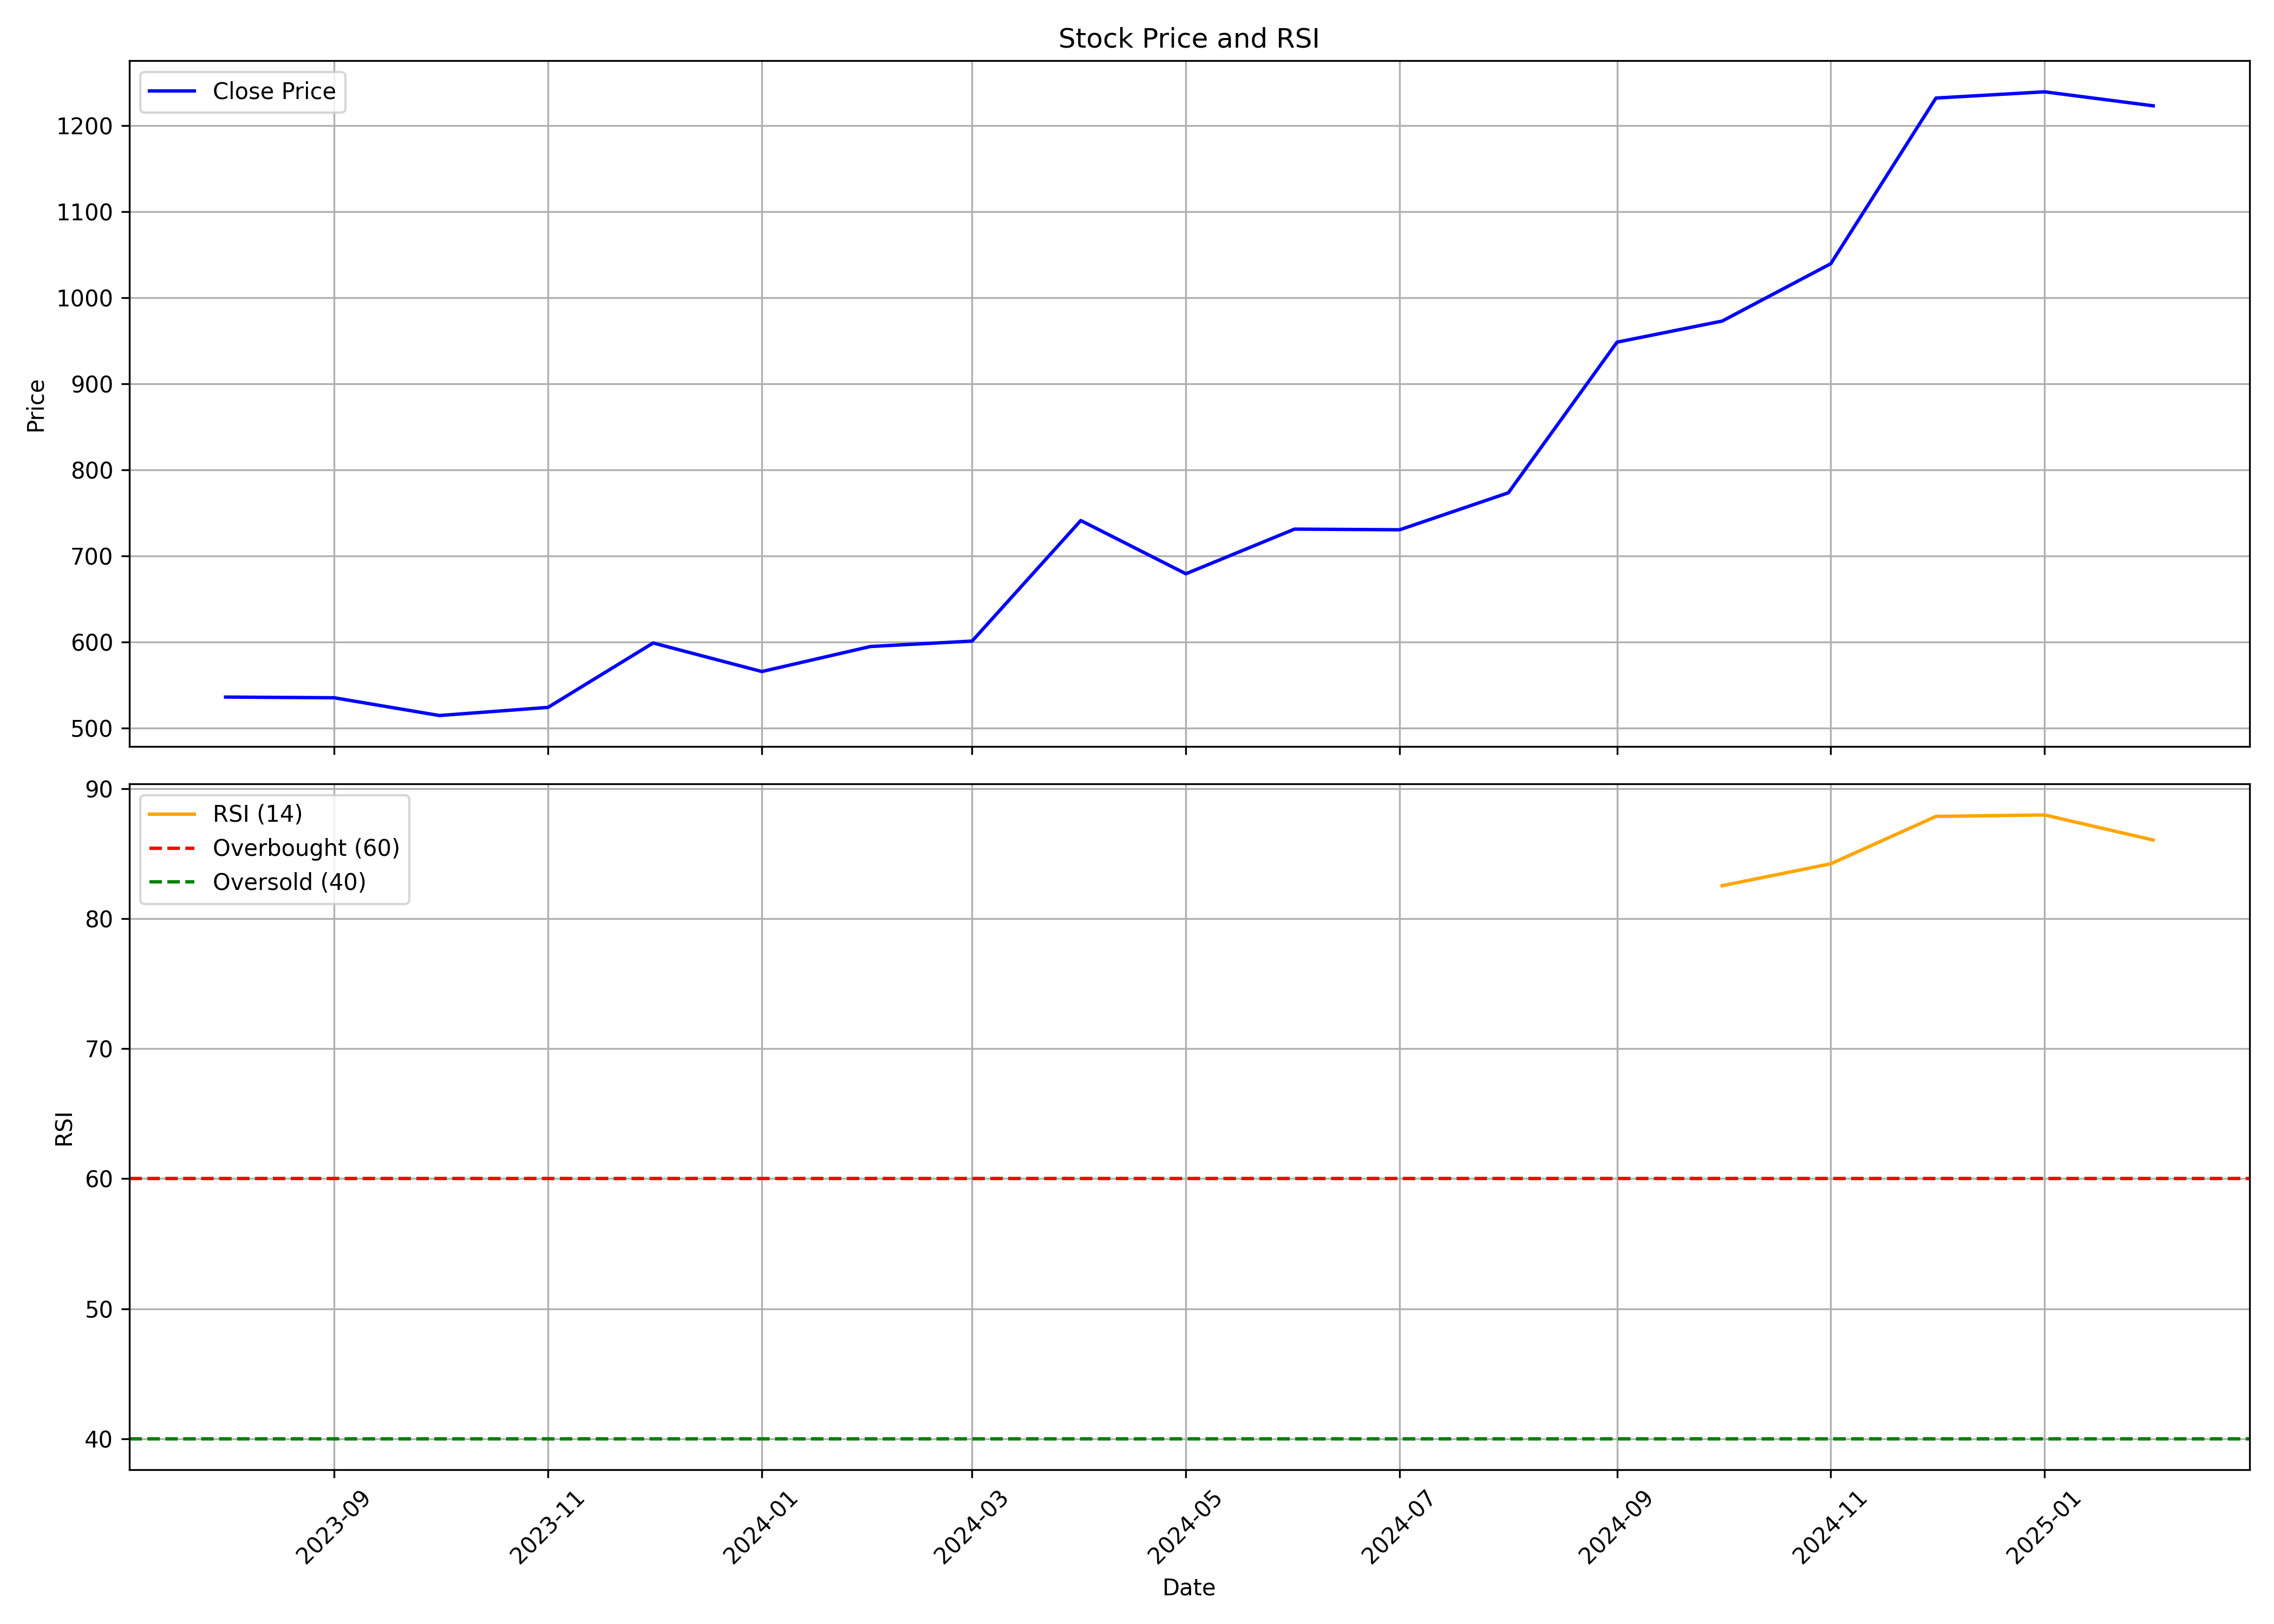 Stock Price and RSI
Close Price
1200
1100
1000
900
800
700
600
500
Price
RSI (14)
Overbought (60)
Oversold (40)
90
80
70
60
50
40
RSI
2023-09
2023-11
2024-01
2024-03
2024-05
2024-07
2024-09
2024-11
2025-01
Date